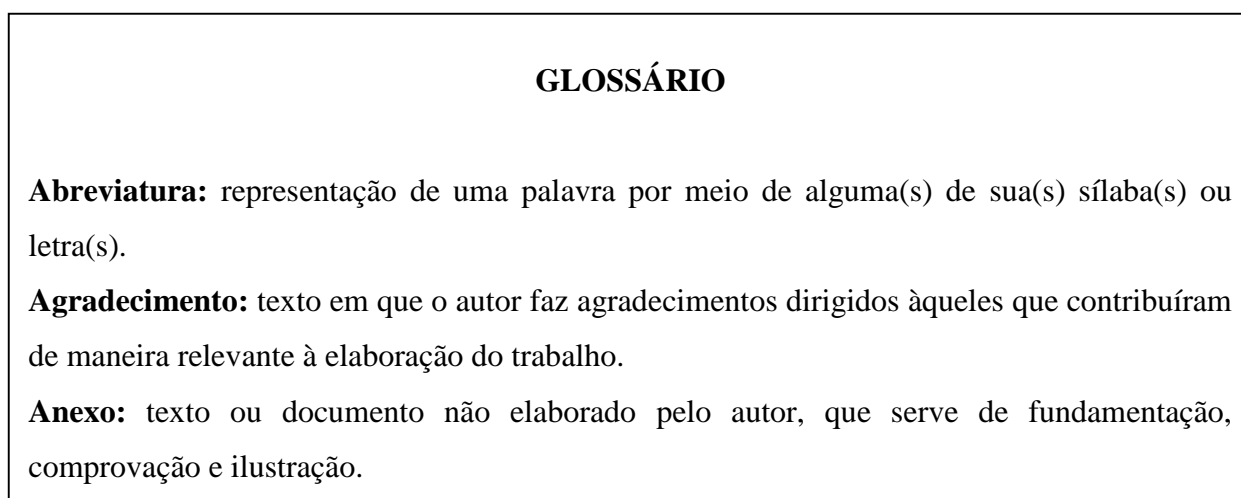 GLOSSÁRIO
Abreviatura: representação de uma palavra por meio de alguma(s) de sua(s) sílaba(s) ou
letra(s).
Agradecimento: texto em que o autor faz agradecimentos dirigidos àqueles que contribuíram
de maneira relevante à elaboração do trabalho.
Anexo: texto ou documento não elaborado pelo autor, que serve de fundamentação,
comprovação e ilustração.